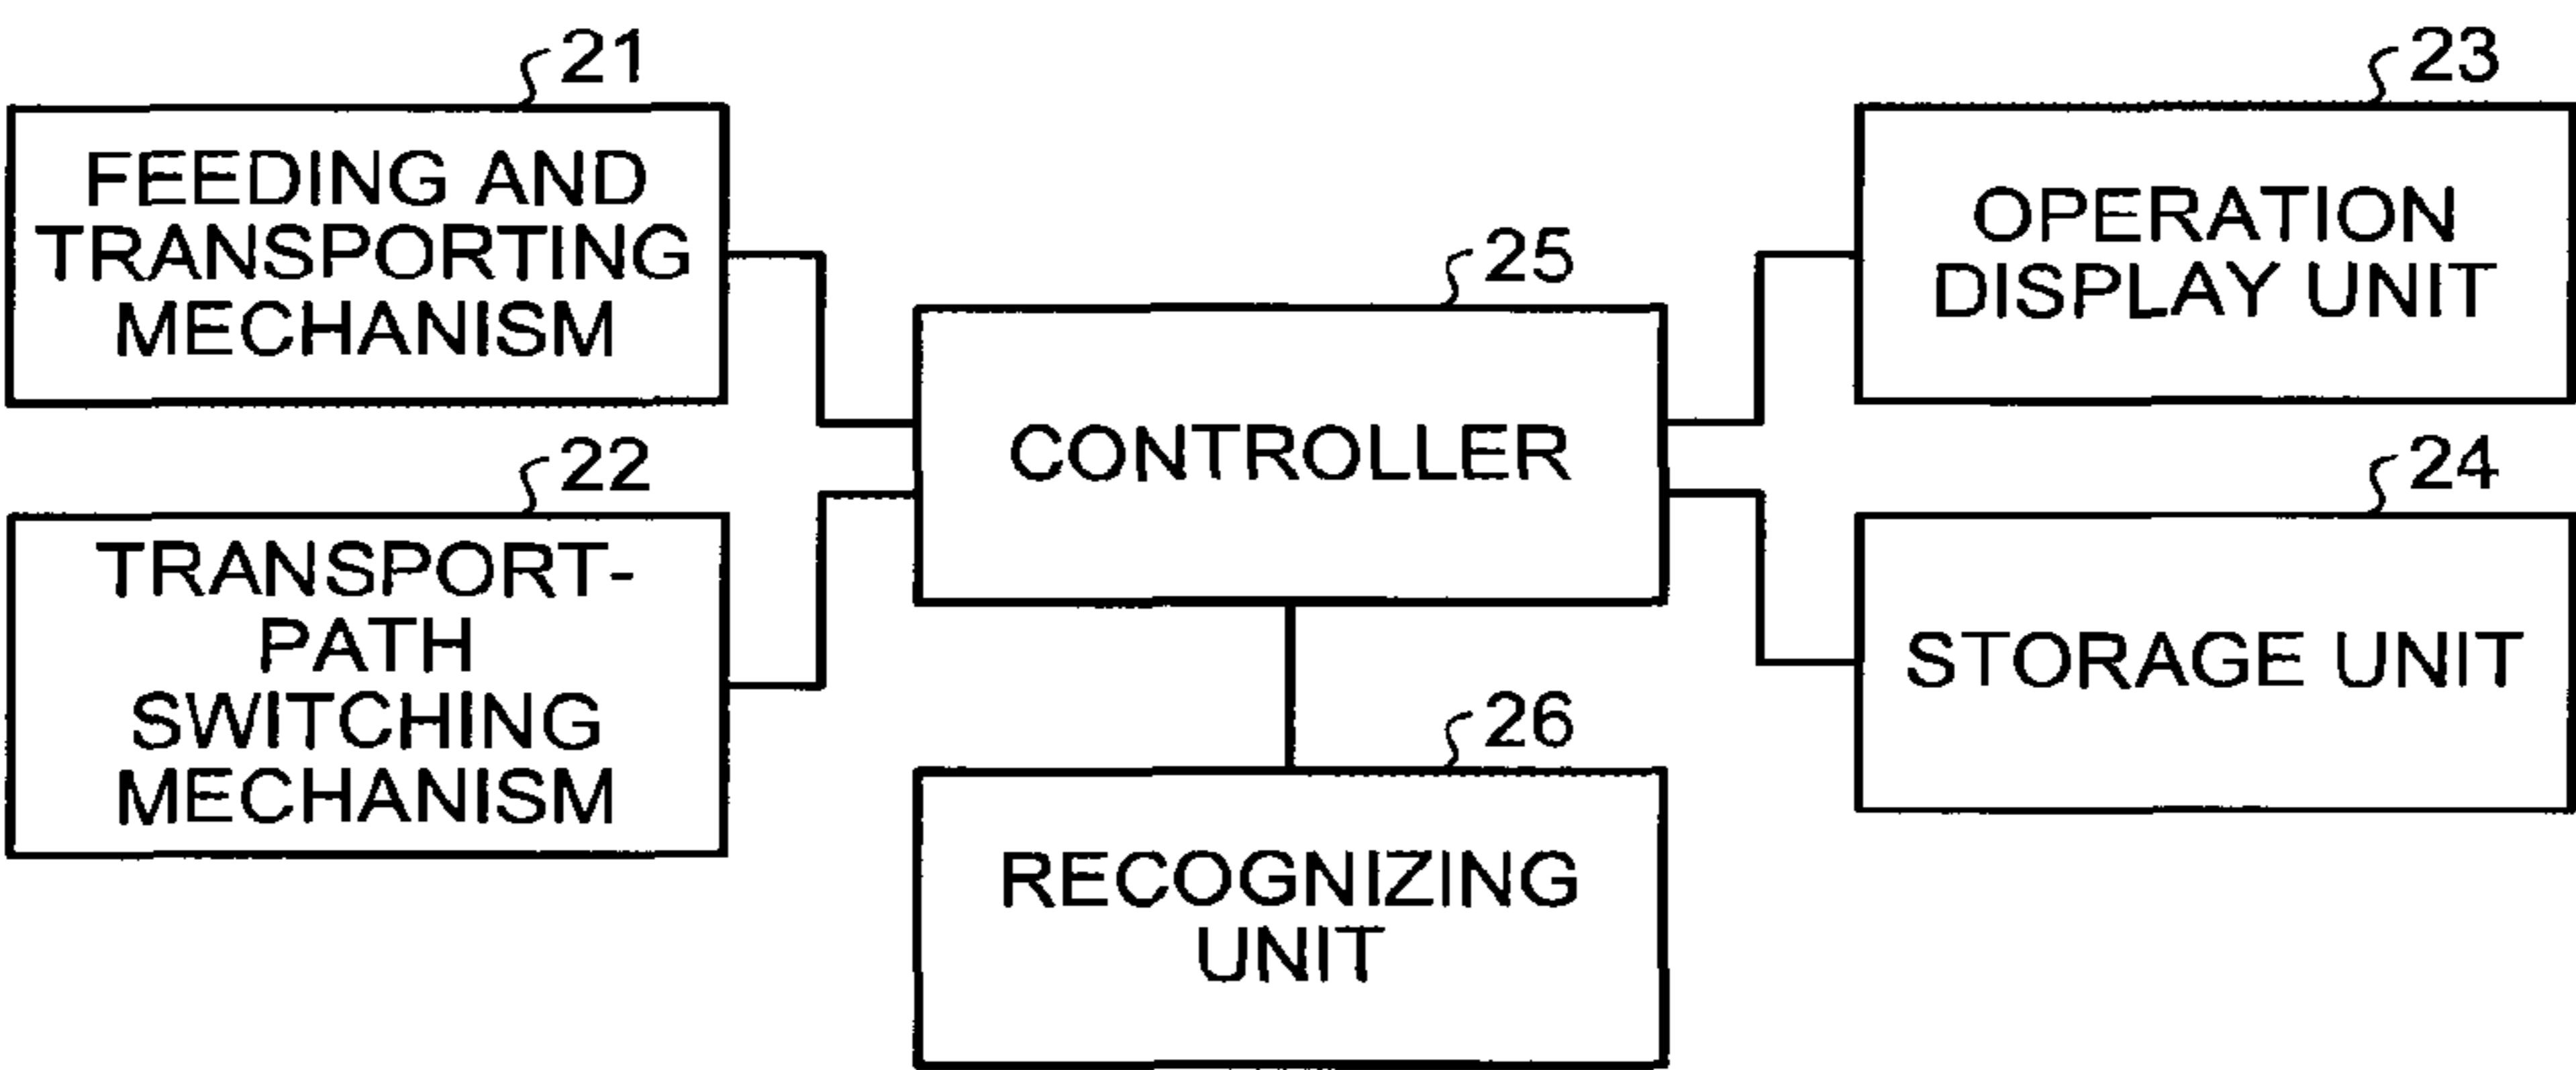 21
FEEDING AND
TRANSPORTING
MECHANISM
22
TRANSPORT-
PATH
SWITCHING
MECHANISM
25
CONTROLLER
26
RECOGNIZING
UNIT
23
OPERATION
DISPLAY UNIT
24
STORAGE UNIT